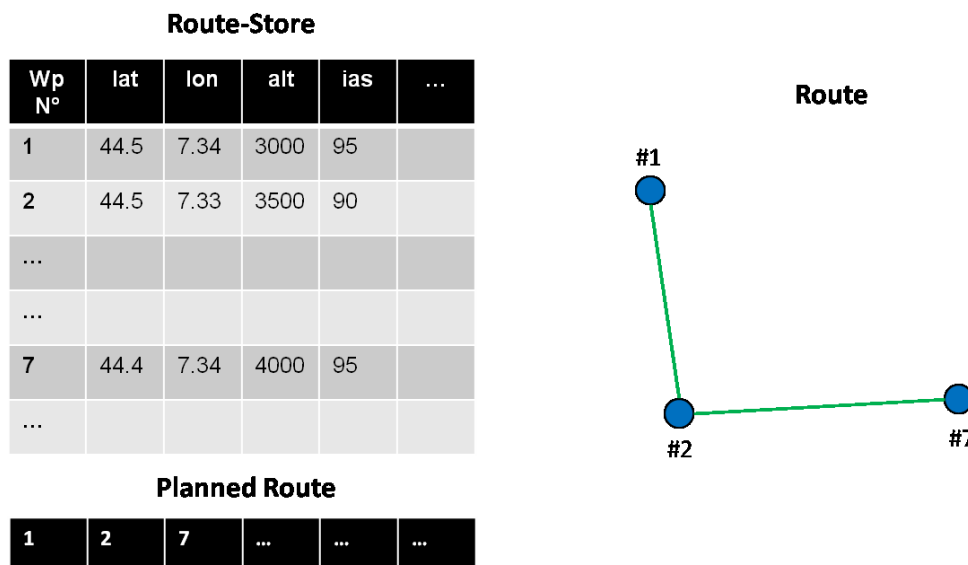 Route-Store
Wp N° lat lon alt ias ...
1 44.5 7.34 3000 95
2 44.5 7.33 3500 90
...
...
7 44.4 7.34 4000 95
...
Planned Route
1 2 7 ... ... ...
Route
#1
#2
#7